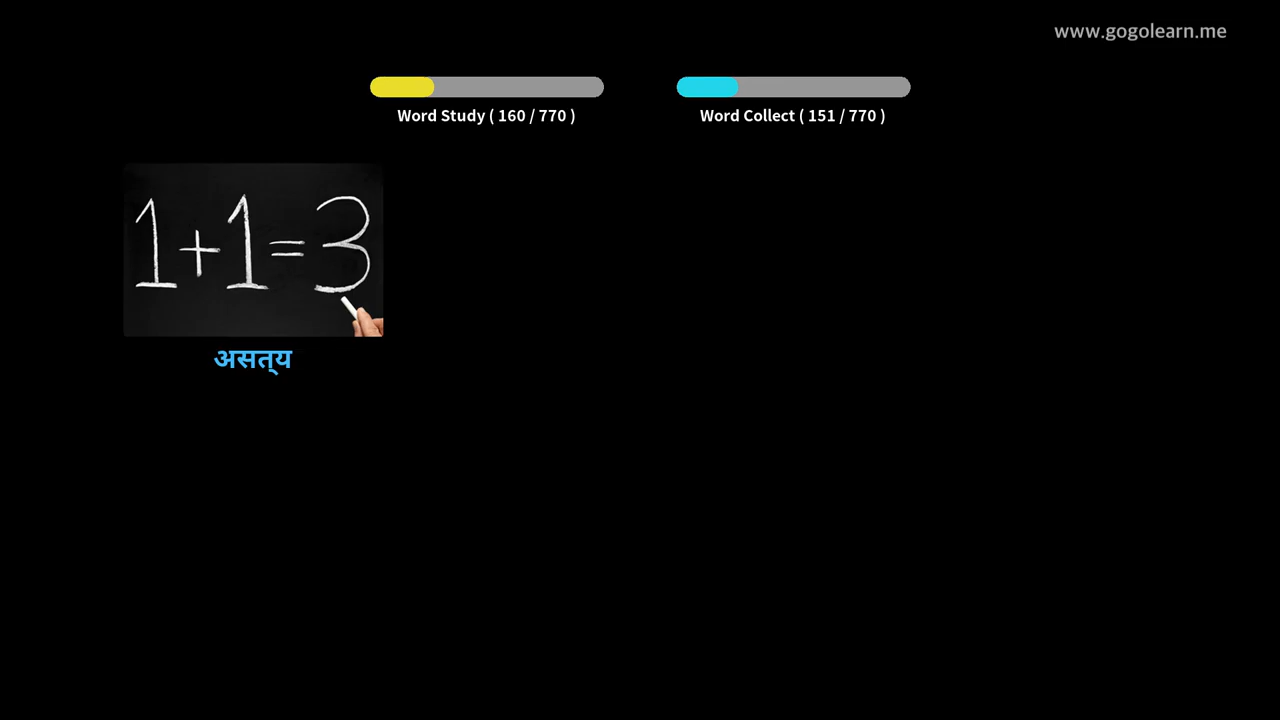 www.gogolearn.me
Word Study ( 160 / 770 )
Word Collect ( 151 / 770 )
1+1=3
असत्य